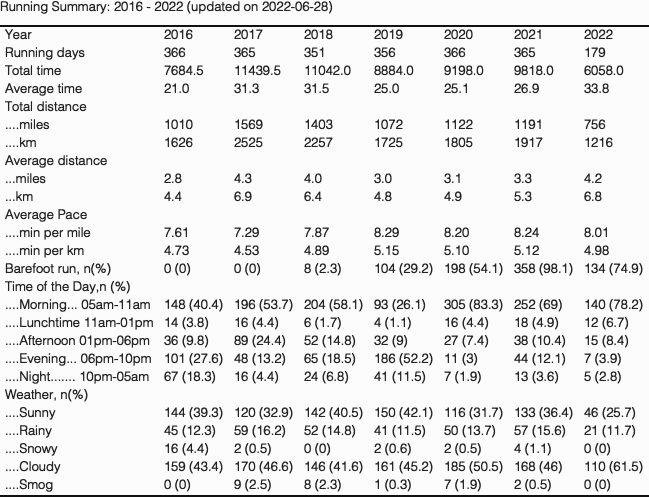 Running Summary: 2016 - 2022 (updated on 2022-06-28)
Year 2016 2017 2018 2019 2020 2021 2022
Running days 366 365 351 356 366 365 179
Total time 7684.5 11439.5 11042.0 8884.0 9198.0 9818.0 6058.0
Average time 21.0 31.3 31.5 25.0 25.1 26.9 33.8
Total distance
....miles 1010 1569 1403 1072 1122 1191 756
....km 1626 2525 2257 1725 1805 1917 1216
Average distance
...miles 2.8 4.3 4.0 3.0 3.1 3.3 4.2
...km 4.4 6.9 6.4 4.8 4.9 5.3 6.8
Average Pace
....min per mile 7.61 7.29 7.87 8.29 8.20 8.24 8.01
....min per km 4.73 4.53 4.89 5.15 5.10 5.12 4.98
Barefoot run, n(%) 0 (0) 0 (0) 8 (2.3) 104 (29.2) 198 (54.1) 358 (98.1) 134 (74.9)
Time of the Day,n (%)
....Morning... 05am-11am 148 (40.4) 196 (53.7) 204 (58.1) 93 (26.1) 305 (83.3) 252 (69) 140 (78.2)
....Lunchtime 11am-01pm 14 (3.8) 16 (4.4) 6 (1.7) 4 (1.1) 16 (4.4) 18 (4.9) 12 (6.7)
....Afternoon 01pm-06pm 36 (9.8) 89 (24.4) 52 (14.8) 32 (9) 27 (7.4) 38 (10.4) 15 (8.4)
....Evening... 06pm-10pm 101 (27.6) 48 (13.2) 65 (18.5) 186 (52.2) 11 (3) 44 (12.1) 7 (3.9)
....Night....... 10pm-05am 67 (18.3) 16 (4.4) 24 (6.8) 41 (11.5) 7 (1.9) 13 (3.6) 5 (2.8)
Weather, n(%)
....Sunny 144 (39.3) 120 (32.9) 142 (40.5) 150 (42.1) 116 (31.7) 133 (36.4) 46 (25.7)
....Rainy 45 (12.3) 59 (16.2) 52 (14.8) 41 (11.5) 50 (13.7) 57 (15.6) 21 (11.7)
....Snowy 16 (4.4) 2 (0.5) 0 (0) 2 (0.6) 2 (0.5) 4 (1.1) 0 (0)
....Cloudy 159 (43.4) 170 (46.6) 146 (41.6) 161 (45.2) 185 (50.5) 168 (46) 110 (61.5)
....Smog 0 (0) 9 (2.5) 8 (2.3) 1 (0.3) 7 (1.9) 2 (0.5) 0 (0)